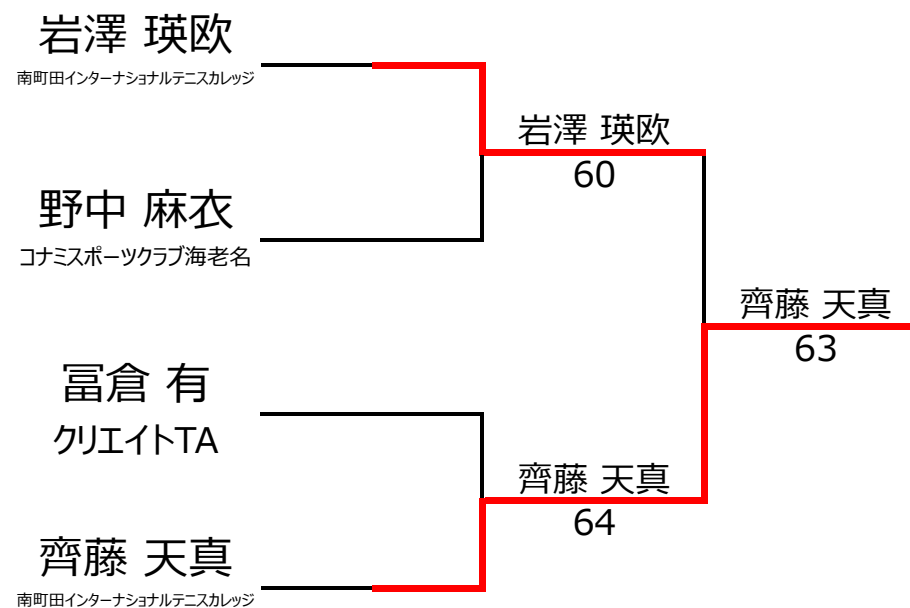 岩澤 瑛欧
南町田インターナショナルテニスカレッジ
岩澤 瑛欧
60
野中 麻衣
コナミスポーツクラブ海老名
齊藤 天真
63
冨倉 有
クリエイトTA
齊藤 天真
64
齊藤 天真
南町田インターナショナルテニスカレッジ